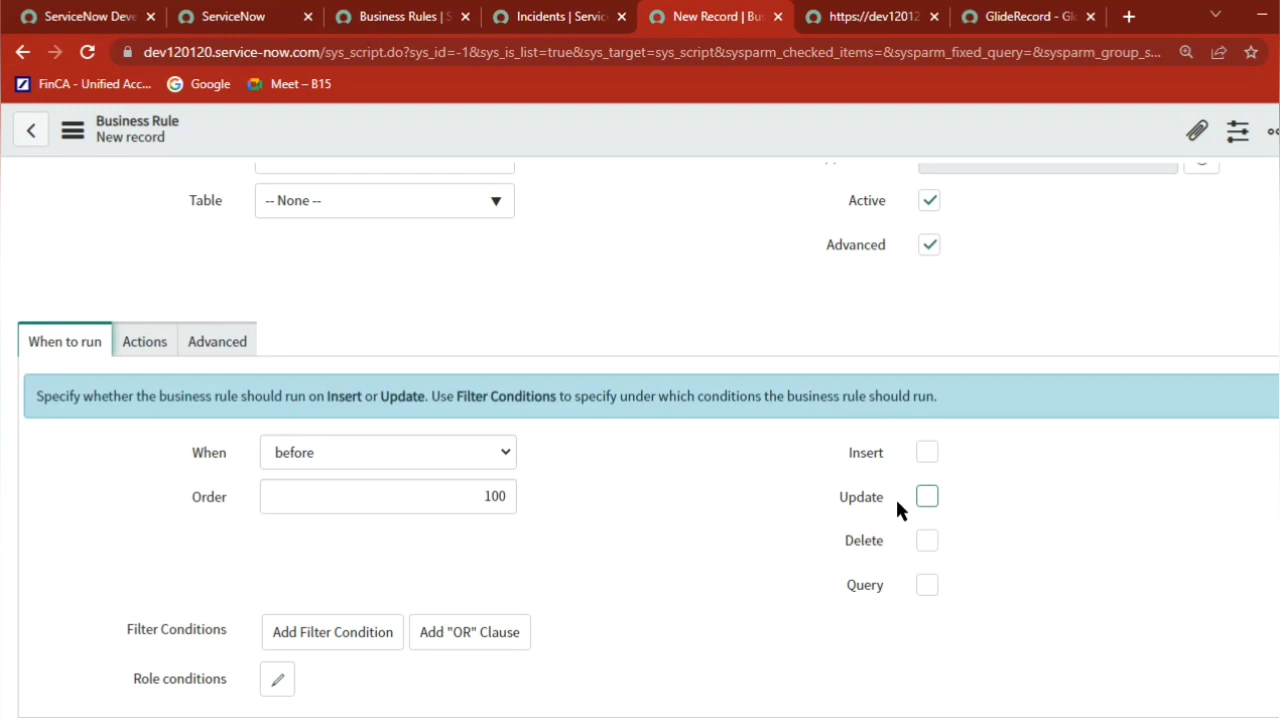 ServiceNow Deve
ServiceNow
Business Rules | S
Incidents | Servic
New Record | Bus
https://dev12012
GlideRecord - Gl
dev120120.service-now.com/sys_script.do?sys_id=-1&sys_is_list=true&sys_target=sys_script&sysparm_checked_items=&sysparm_fixed_query=&sysparm_group_s...
FinCA - Unified Acc...
Google
Meet – B15
Business Rule
New record
Table
-- None --
Active
Advanced
When to run
Actions
Advanced
Specify whether the business rule should run on Insert or Update. Use Filter Conditions to specify under which conditions the business rule should run.
When
before
Insert
Order
100
Update
Delete
Query
Filter Conditions
Add Filter Condition
Add "OR" Clause
Role conditions